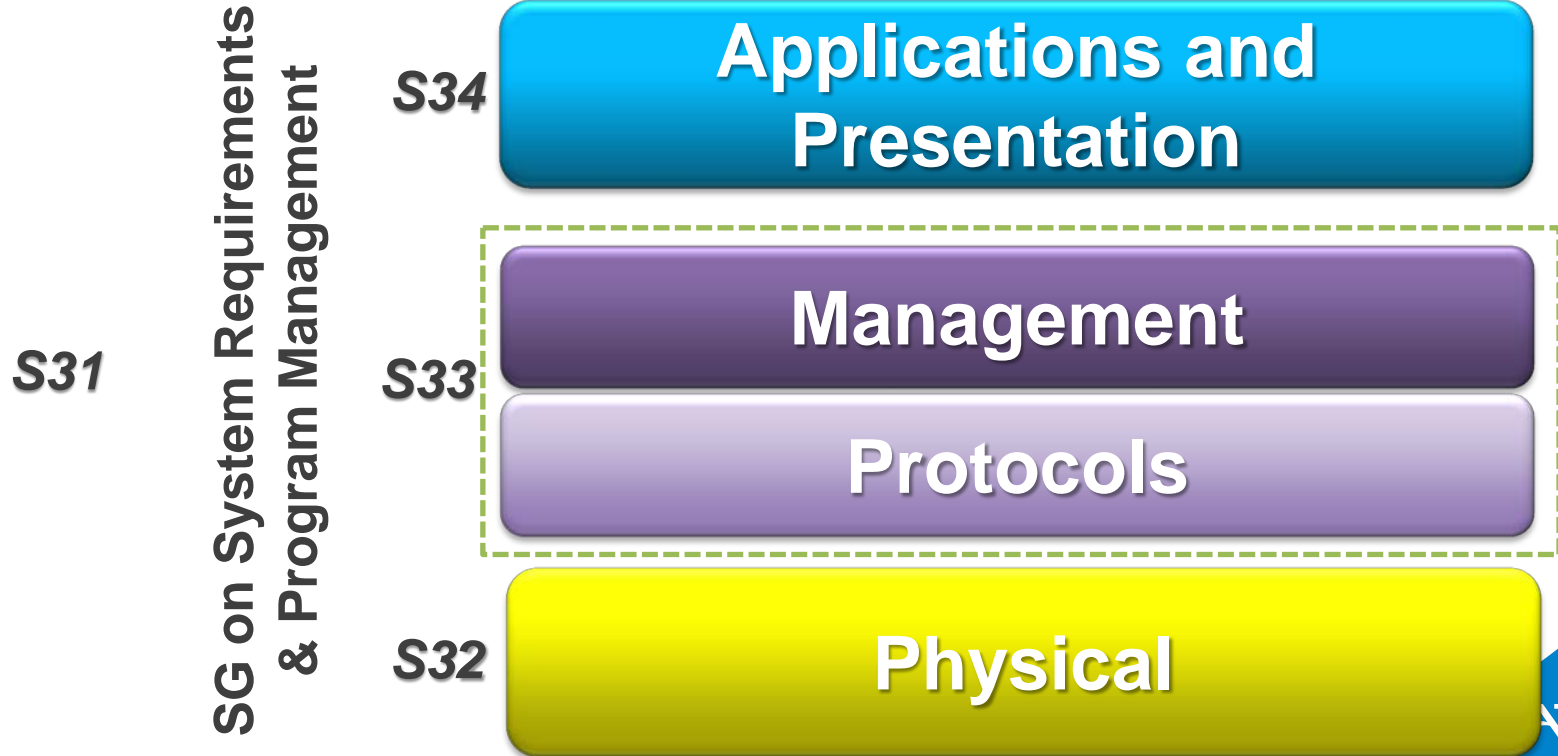 S31
SG on System Requirements
& Program Management
S34
Applications and
Presentation
S33
Management
Protocols
S32
Physical